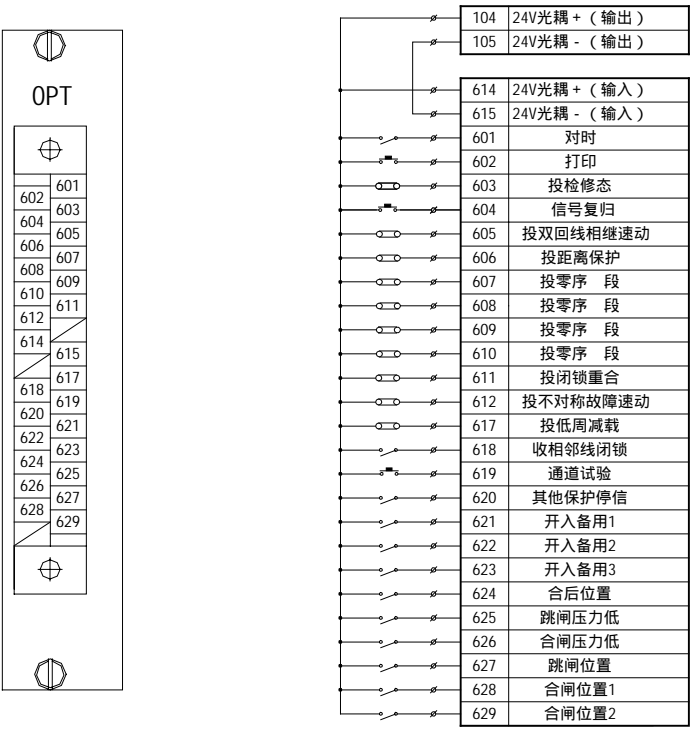 OPT
601
602
603
604
605
606
607
608
609
610
611
612
614
615
617
618
619
620
621
622
623
624
625
626
627
628
629
104 24V光耦+（输出）
105 24V光耦-（输出）
614 24V光耦+（输入）
615 24V光耦-（输入）
601 对时
602 打印
603 投检修态
604 信号复归
605 投双回线相继速动
606 投距离保护
607 投零序 段
608 投零序 段
609 投零序 段
610 投零序 段
611 投闭锁重合
612 投不对称故障速动
617 投低周减载
618 收相邻线闭锁
619 通道试验
620 其他保护停信
621 开入备用1
622 开入备用2
623 开入备用3
624 合后位置
625 跳闸压力低
626 合闸压力低
627 跳闸位置
628 合闸位置1
629 合闸位置2